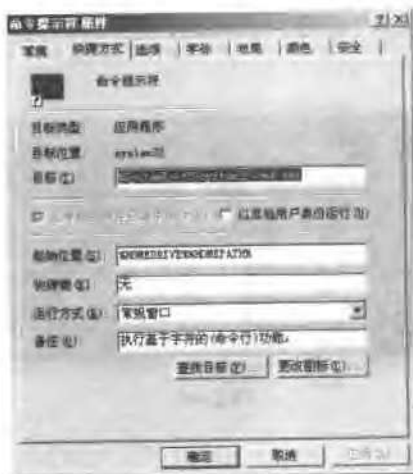 命令提示符 属性
常规 快捷方式 选项 字体 布局 颜色 安全
命令提示符
目标类型: 应用程序
目标位置: system32
目标(T):
以其他用户身份运行(U)
起始位置(S): %HOMEDRIVE%%HOMEPATH%
快捷键(K): 无
运行方式(R): 常规窗口
备注(O): 执行基于字符的(命令行)功能。
查找目标(F)... 更改图标(C)...
确定 取消